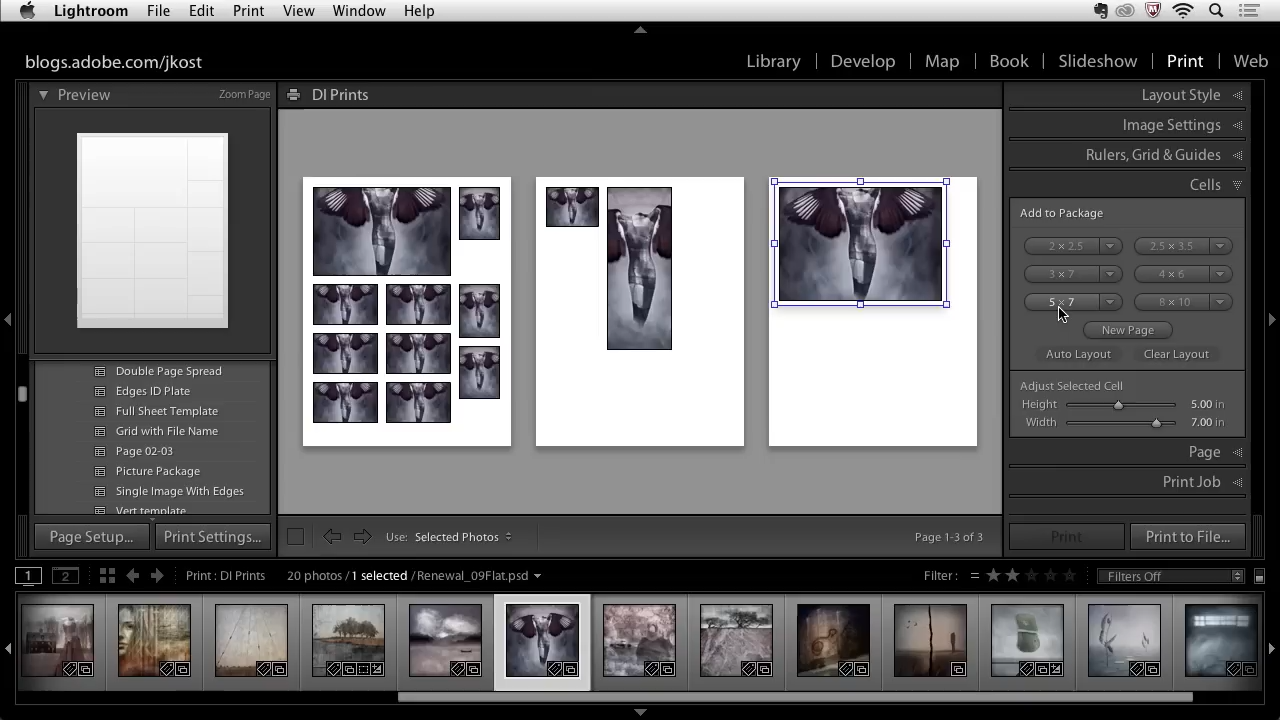 Lightroom File Edit Print View Window Help
blogs.adobe.com/jkost
Library | Develop | Map | Book | Slideshow | Print | Web
Preview Zoom Page
DI Prints
Layout Style
Image Settings
Rulers, Grid & Guides
Cells
Add to Package
2 × 2.5 2.5 × 3.5
3 × 7 4 × 6
5 × 7 8 × 10
New Page
Auto Layout Clear Layout
Adjust Selected Cell
Height 5.00 in
Width 7.00 in
Page
Print Job
Double Page Spread
Edges ID Plate
Full Sheet Template
Grid with File Name
Page 02-03
Picture Package
Single Image With Edges
Vert template
Page Setup... Print Settings...
Use: Selected Photos
Page 1-3 of 3
Print Print to File...
1 2 Print : DI Prints 20 photos / 1 selected / Renewal_09Flat.psd
Filter : Filters Off